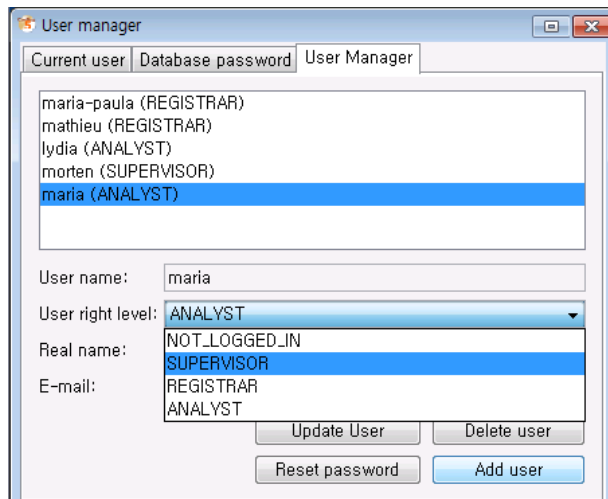 User manager
Current user Database password User Manager
maria-paula (REGISTRAR)
mathieu (REGISTRAR)
lydia (ANALYST)
morten (SUPERVISOR)
maria (ANALYST)
User name: maria
User right level: ANALYST
NOT_LOGGED_IN
Real name:
SUPERVISOR
E-mail: REGISTRAR
ANALYST
Update User Delete user
Reset password Add user